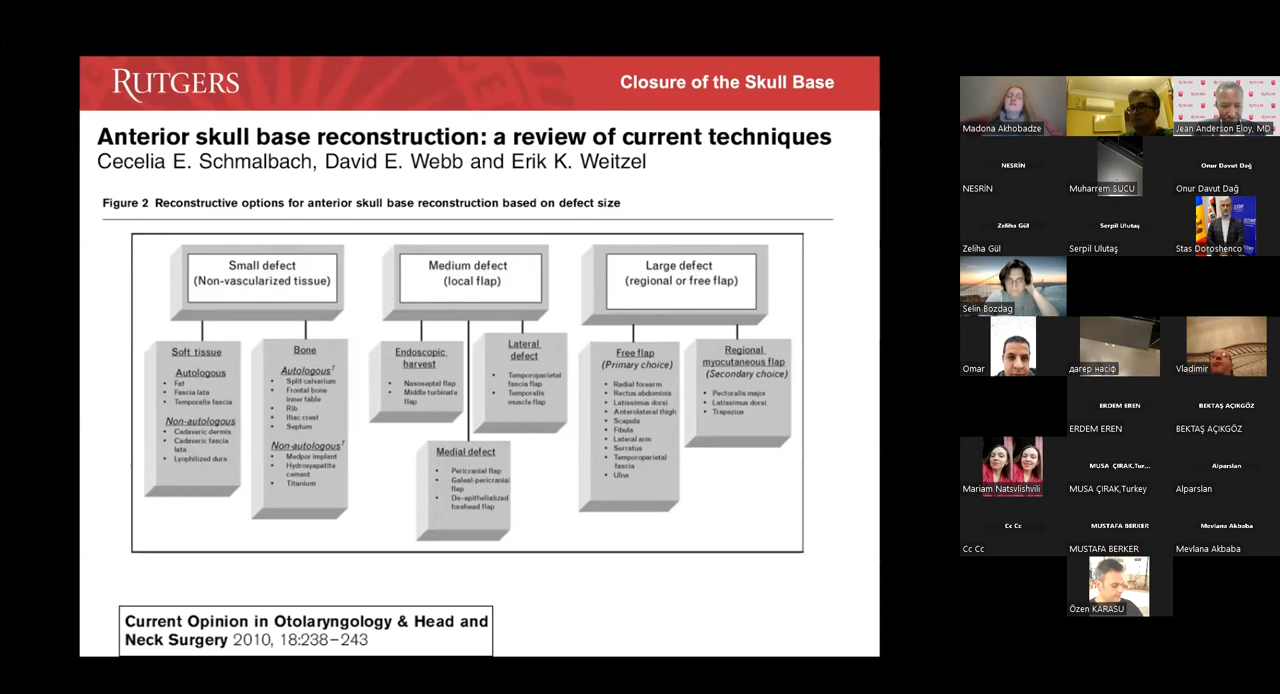 RUTGERS
Closure of the Skull Base
Anterior skull base reconstruction: a review of current techniques
Cecelia E. Schmalbach, David E. Webb and Erik K. Weitzel
Figure 2 Reconstructive options for anterior skull base reconstruction based on defect size
Small defect
(Non-vascularized tissue)
Soft tissue
Autologous
• Fat
• Fascia lata
• Temporalis fascia
Non-autologous
• Cadaveric dermis
• Cadaveric fascia
lata
• Lyophilized dura
Bone
Autologous†
• Split calvarium
• Frontal bone
inner table
• Rib
• Iliac crest
• Septum
Non-autologous†
• Medpor implant
• Hydroxyapatite
cement
• Titanium
Medium defect
(local flap)
Endoscopic
harvest
• Nasoseptal flap
• Middle turbinate
flap
Lateral
defect
• Temporoparietal
fascia flap
• Temporalis
muscle flap
Medial defect
• Pericranial flap
• Galeal-pericranial
flap
• De-epithelialized
forehead flap
Large defect
(regional or free flap)
Free flap
(Primary choice)
• Radial forearm
• Rectus abdominis
• Latissimus dorsi
• Anterolateral thigh
• Scapula
• Fibula
• Lateral arm
• Serratus
• Temporoparietal
fascia
• Ulna
Regional
myocutaneous flap
(Secondary choice)
• Pectoralis major
• Latissimus dorsi
• Trapezius
Current Opinion in Otolaryngology & Head and
Neck Surgery 2010, 18:238–243
Madona Akhobadze
Jean Anderson Eloy, MD
NESRİN
NESRİN
Muharrem SUCU
Onur Davut Dağ
Onur Davut Dağ
Zeliha Gül
Zeliha Gül
Serpil Ulutaş
Serpil Ulutaş
Stas Doroshenco
Selin Bozdag
Omar
дагер насіф
Vladimir
ERDEM EREN
ERDEM EREN
BEKTAŞ AÇIKGÖZ
BEKTAŞ AÇIKGÖZ
Mariam Natsvlishvili
MUSA ÇIRAK,Tur...
MUSA ÇIRAK,Turkey
Alparslan
Alparslan
Cc Cc
Cc Cc
MUSTAFA BERKER
MUSTAFA BERKER
Mevlana Akbaba
Mevlana Akbaba
Özen KARASU